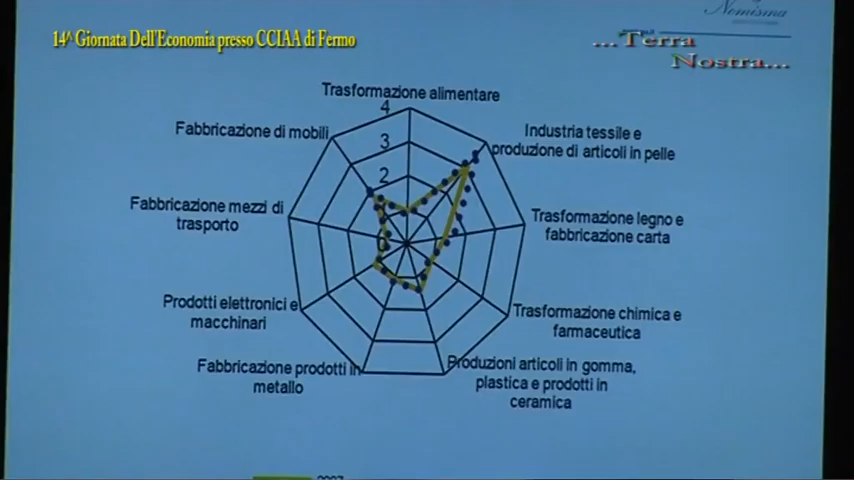 Nomisma
14^ Giornata Dell'Economia presso CCIAA di Fermo
...Terra
Nostra...
Trasformazione alimentare
4
Fabbricazione di mobili
3
Industria tessile e
produzione di articoli in pelle
2
Fabbricazione mezzi di
trasporto
Trasformazione legno e
fabbricazione carta
0
Prodotti elettronici e
macchinari
Trasformazione chimica e
farmaceutica
Fabbricazione prodotti in
metallo
Produzioni articoli in gomma,
plastica e prodotti in
ceramica